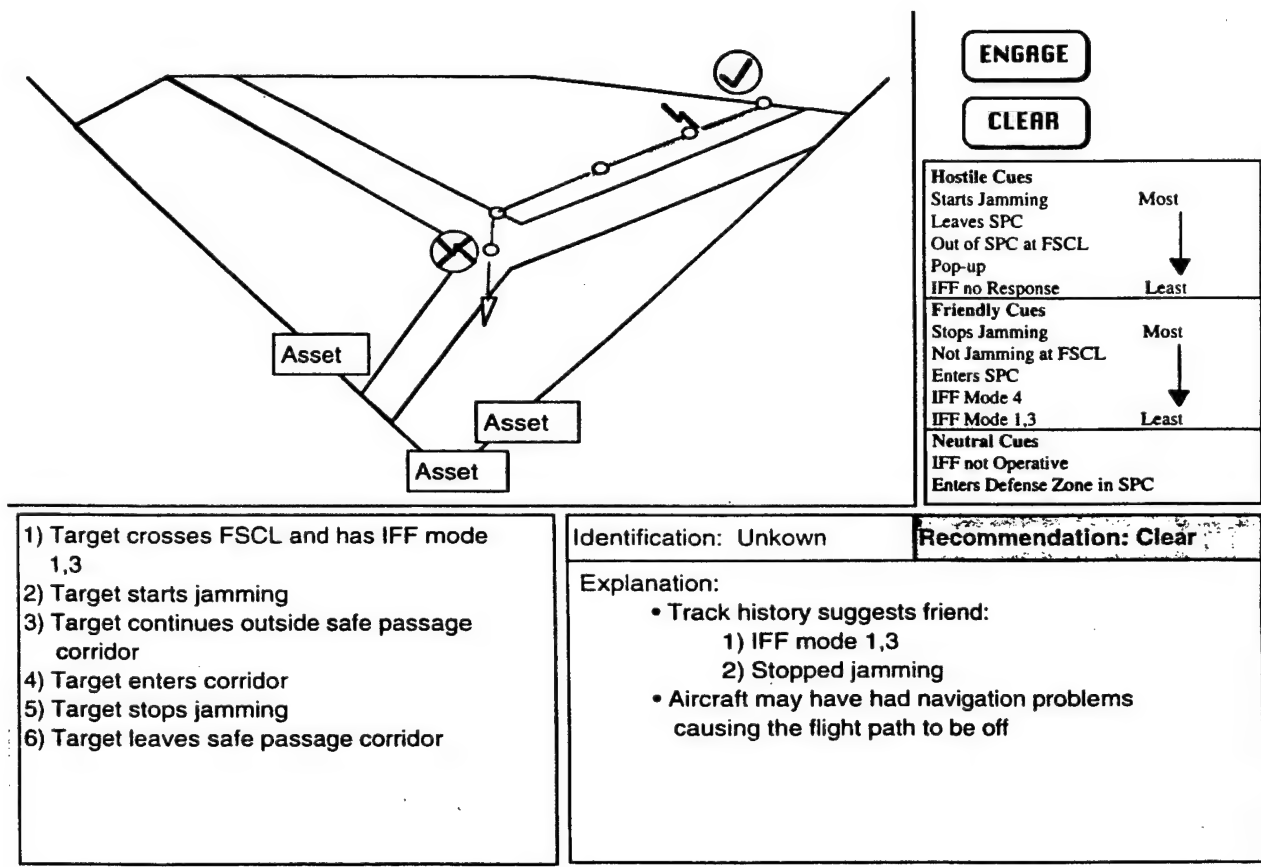 ENGAGE
CLEAR
Hostile Cues
Starts Jamming Most
Leaves SPC
Out of SPC at FSCL
Pop-up
IFF no Response Least
Friendly Cues
Stops Jamming Most
Not Jamming at FSCL
Enters SPC
IFF Mode 4
IFF Mode 1,3 Least
Neutral Cues
IFF not Operative
Enters Defense Zone in SPC
Asset
Asset
Asset
1) Target crosses FSCL and has IFF mode
1,3
2) Target starts jamming
3) Target continues outside safe passage
corridor
4) Target enters corridor
5) Target stops jamming
6) Target leaves safe passage corridor
Identification: Unkown
Recommendation: Clear
Explanation:
• Track history suggests friend:
1) IFF mode 1,3
2) Stopped jamming
• Aircraft may have had navigation problems
causing the flight path to be off